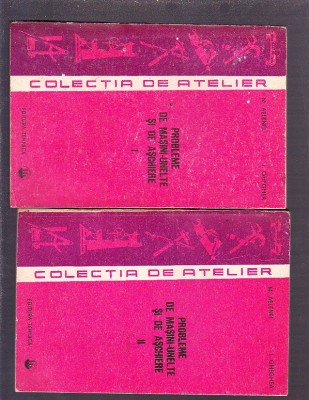 COLECTIA DE ATELIER
PROBLEME
DE MAȘINI-UNELTE
ȘI DE AȘCHIERE
I
EDITURA TEHNICA
COLECTIA DE ATELIER
PROBLEME
DE MAȘINI-UNELTE
ȘI DE AȘCHIERE
II
EDITURA TEHNICA